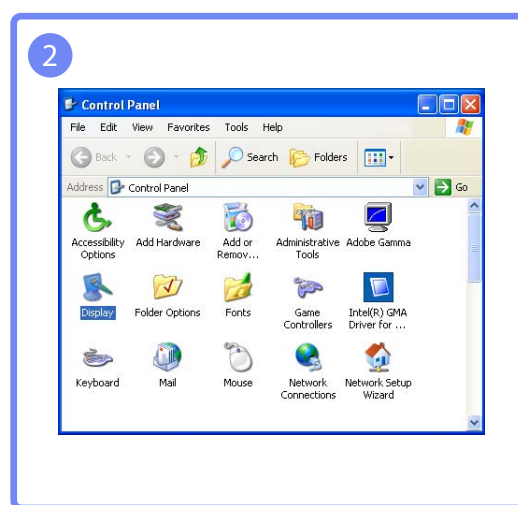 2
Control Panel
File Edit View Favorites Tools Help
Back Search Folders
Address Control Panel Go
Accessibility Options Add Hardware Add or Remov... Administrative Tools Adobe Gamma
Display Folder Options Fonts Game Controllers Intel(R) GMA Driver for ...
Keyboard Mail Mouse Network Connections Network Setup Wizard